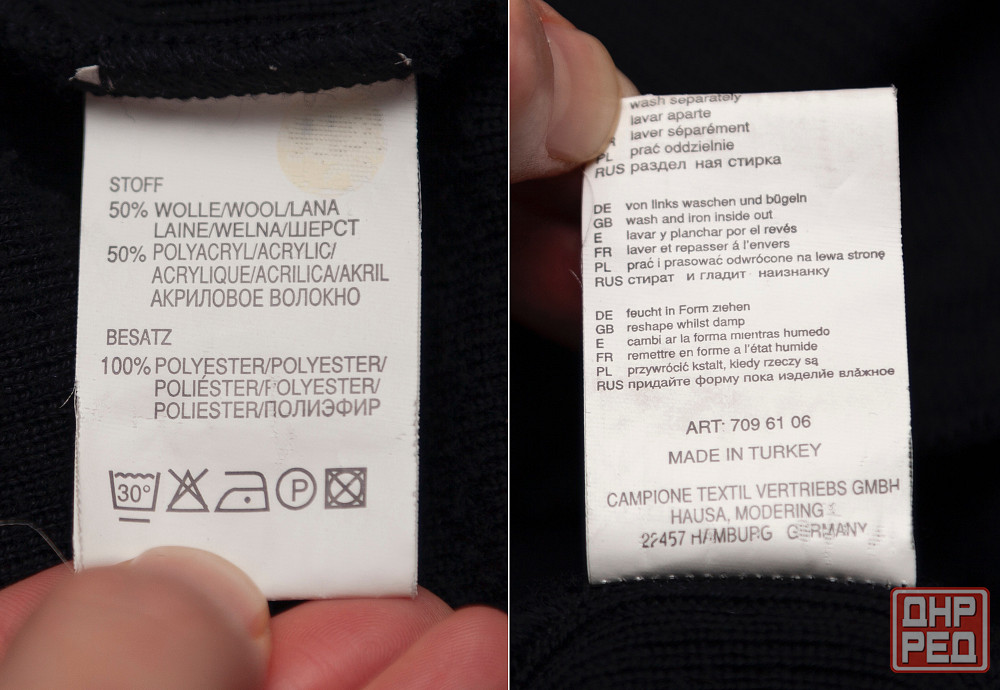 STOFF
50% WOLLE/WOOL/LANA
LAINE/WELNA/ШЕРСТ
50% POLYACRYL/ACRYLIC/
ACRYLIQUE/ACRILICA/AKRIL
АКРИЛОВОЕ ВОЛОКНО
BESATZ
100% POLYESTER/POLYESTER/
POLIÉSTER/POLYESTER/
POLIESTER/ПОЛИЭФИР
30°
P
wash separately
lavar aparte
laver séparément
PL prać oddzielnie
RUS раздел ная стирка
DE von links waschen und bügeln
GB wash and iron inside out
E lavar y planchar por el revés
FR laver et repasser á l'envers
PL prać i prasować odwrócone na lewa stronę
RUS стират и гладит наизнанку
DE feucht in Form ziehen
GB reshape whilst damp
E cambi ar la forma mientras humedo
FR remettre en forme a l'état humide
PL przywrócić kstalt, kiedy rzeczy są
RUS придайте форму пока изделйе влăжное
ART: 709 61 06
MADE IN TURKEY
CAMPIONE TEXTIL VERTRIEBS GMBH
HAUSA, MODERING
22457 HAMBURG GERMANY
ДНР
РЕД